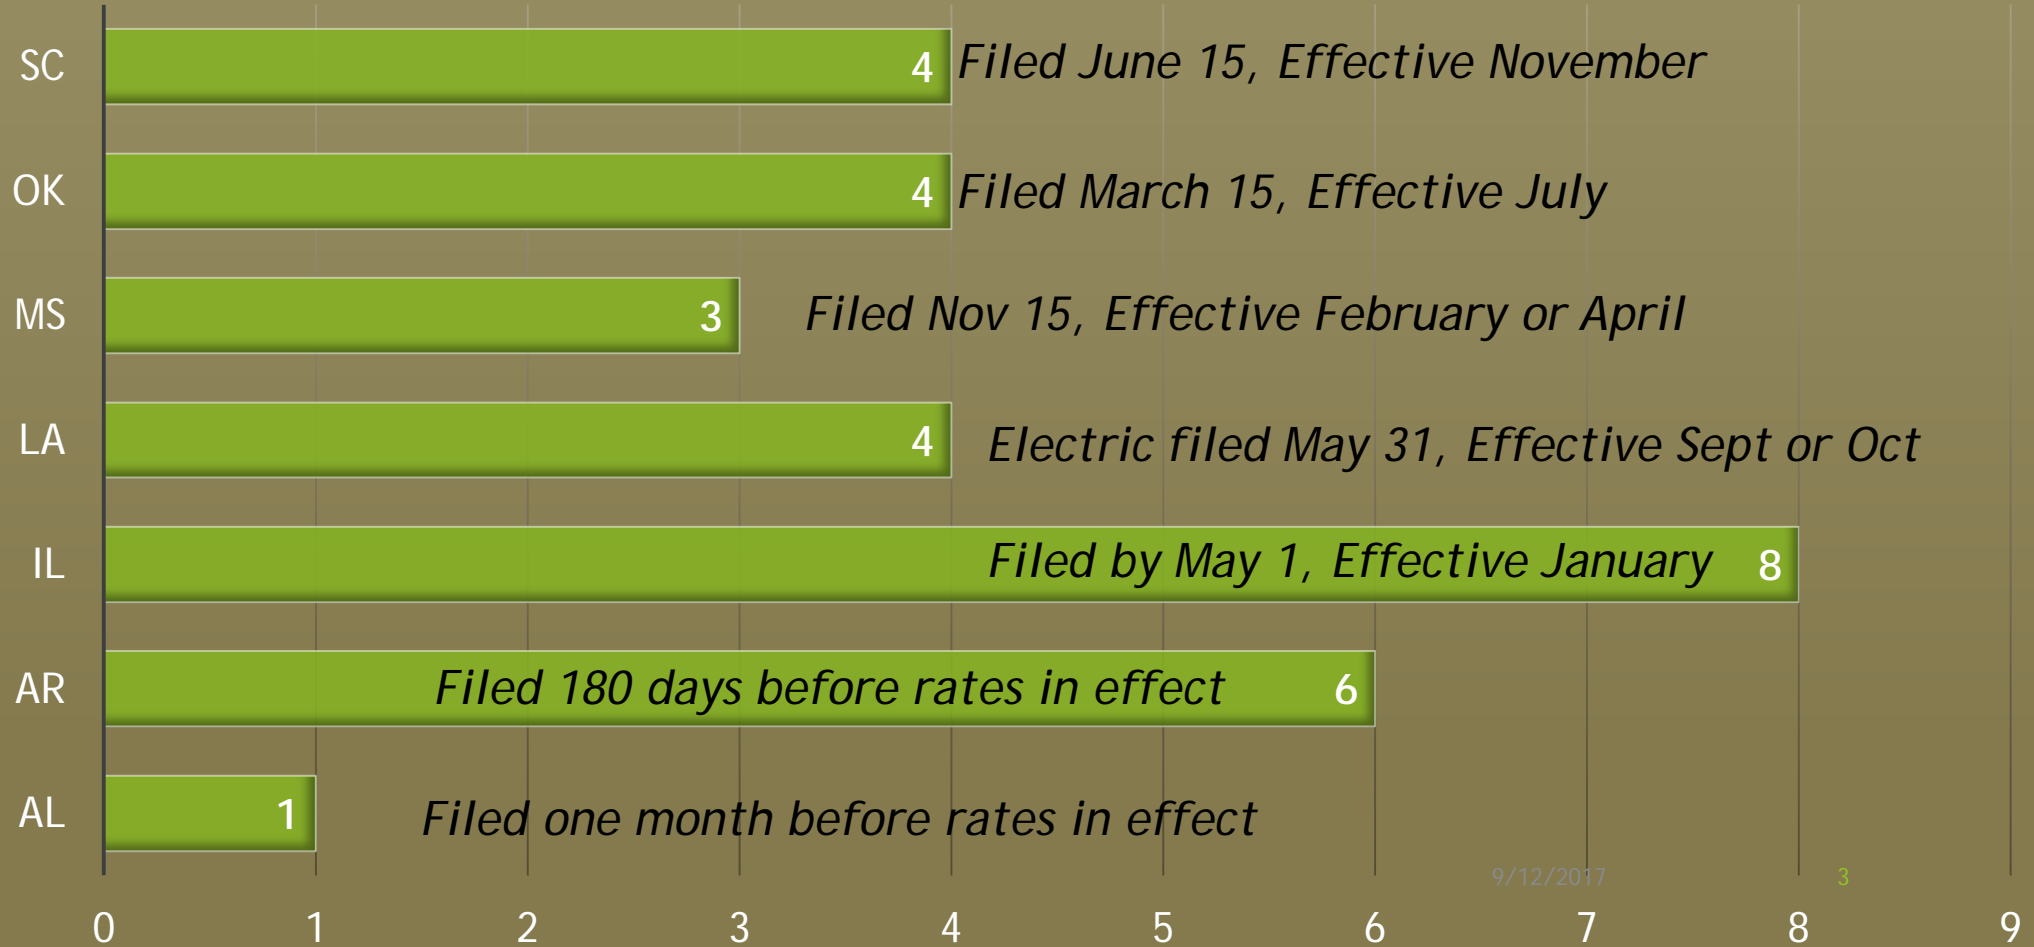 SC 4 Filed June 15, Effective November
OK 4 Filed March 15, Effective July
MS 3 Filed Nov 15, Effective February or April
LA 4 Electric filed May 31, Effective Sept or Oct
IL Filed by May 1, Effective January 8
AR Filed 180 days before rates in effect 6
AL 1 Filed one month before rates in effect
9/12/2017 3
0 1 2 3 4 5 6 7 8 9